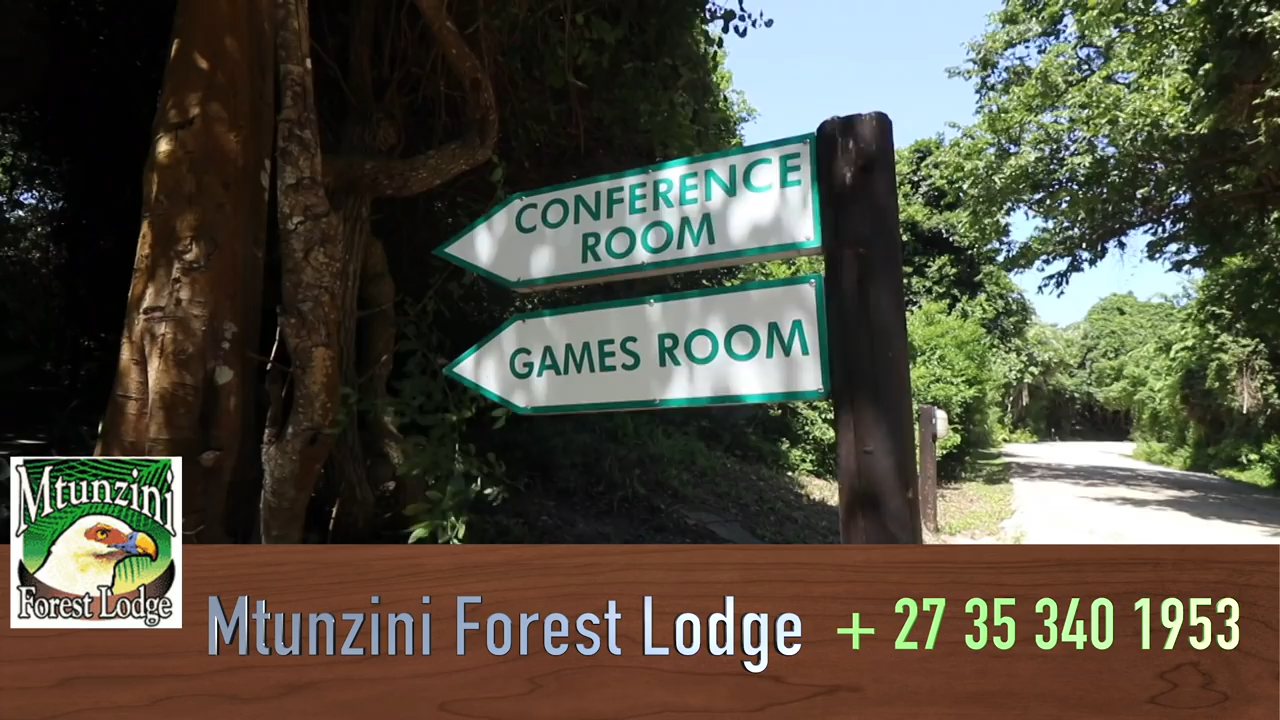 CONFERENCE
ROOM
GAMES ROOM
Mtunzini
Forest Lodge
Mtunzini Forest Lodge + 27 35 340 1953